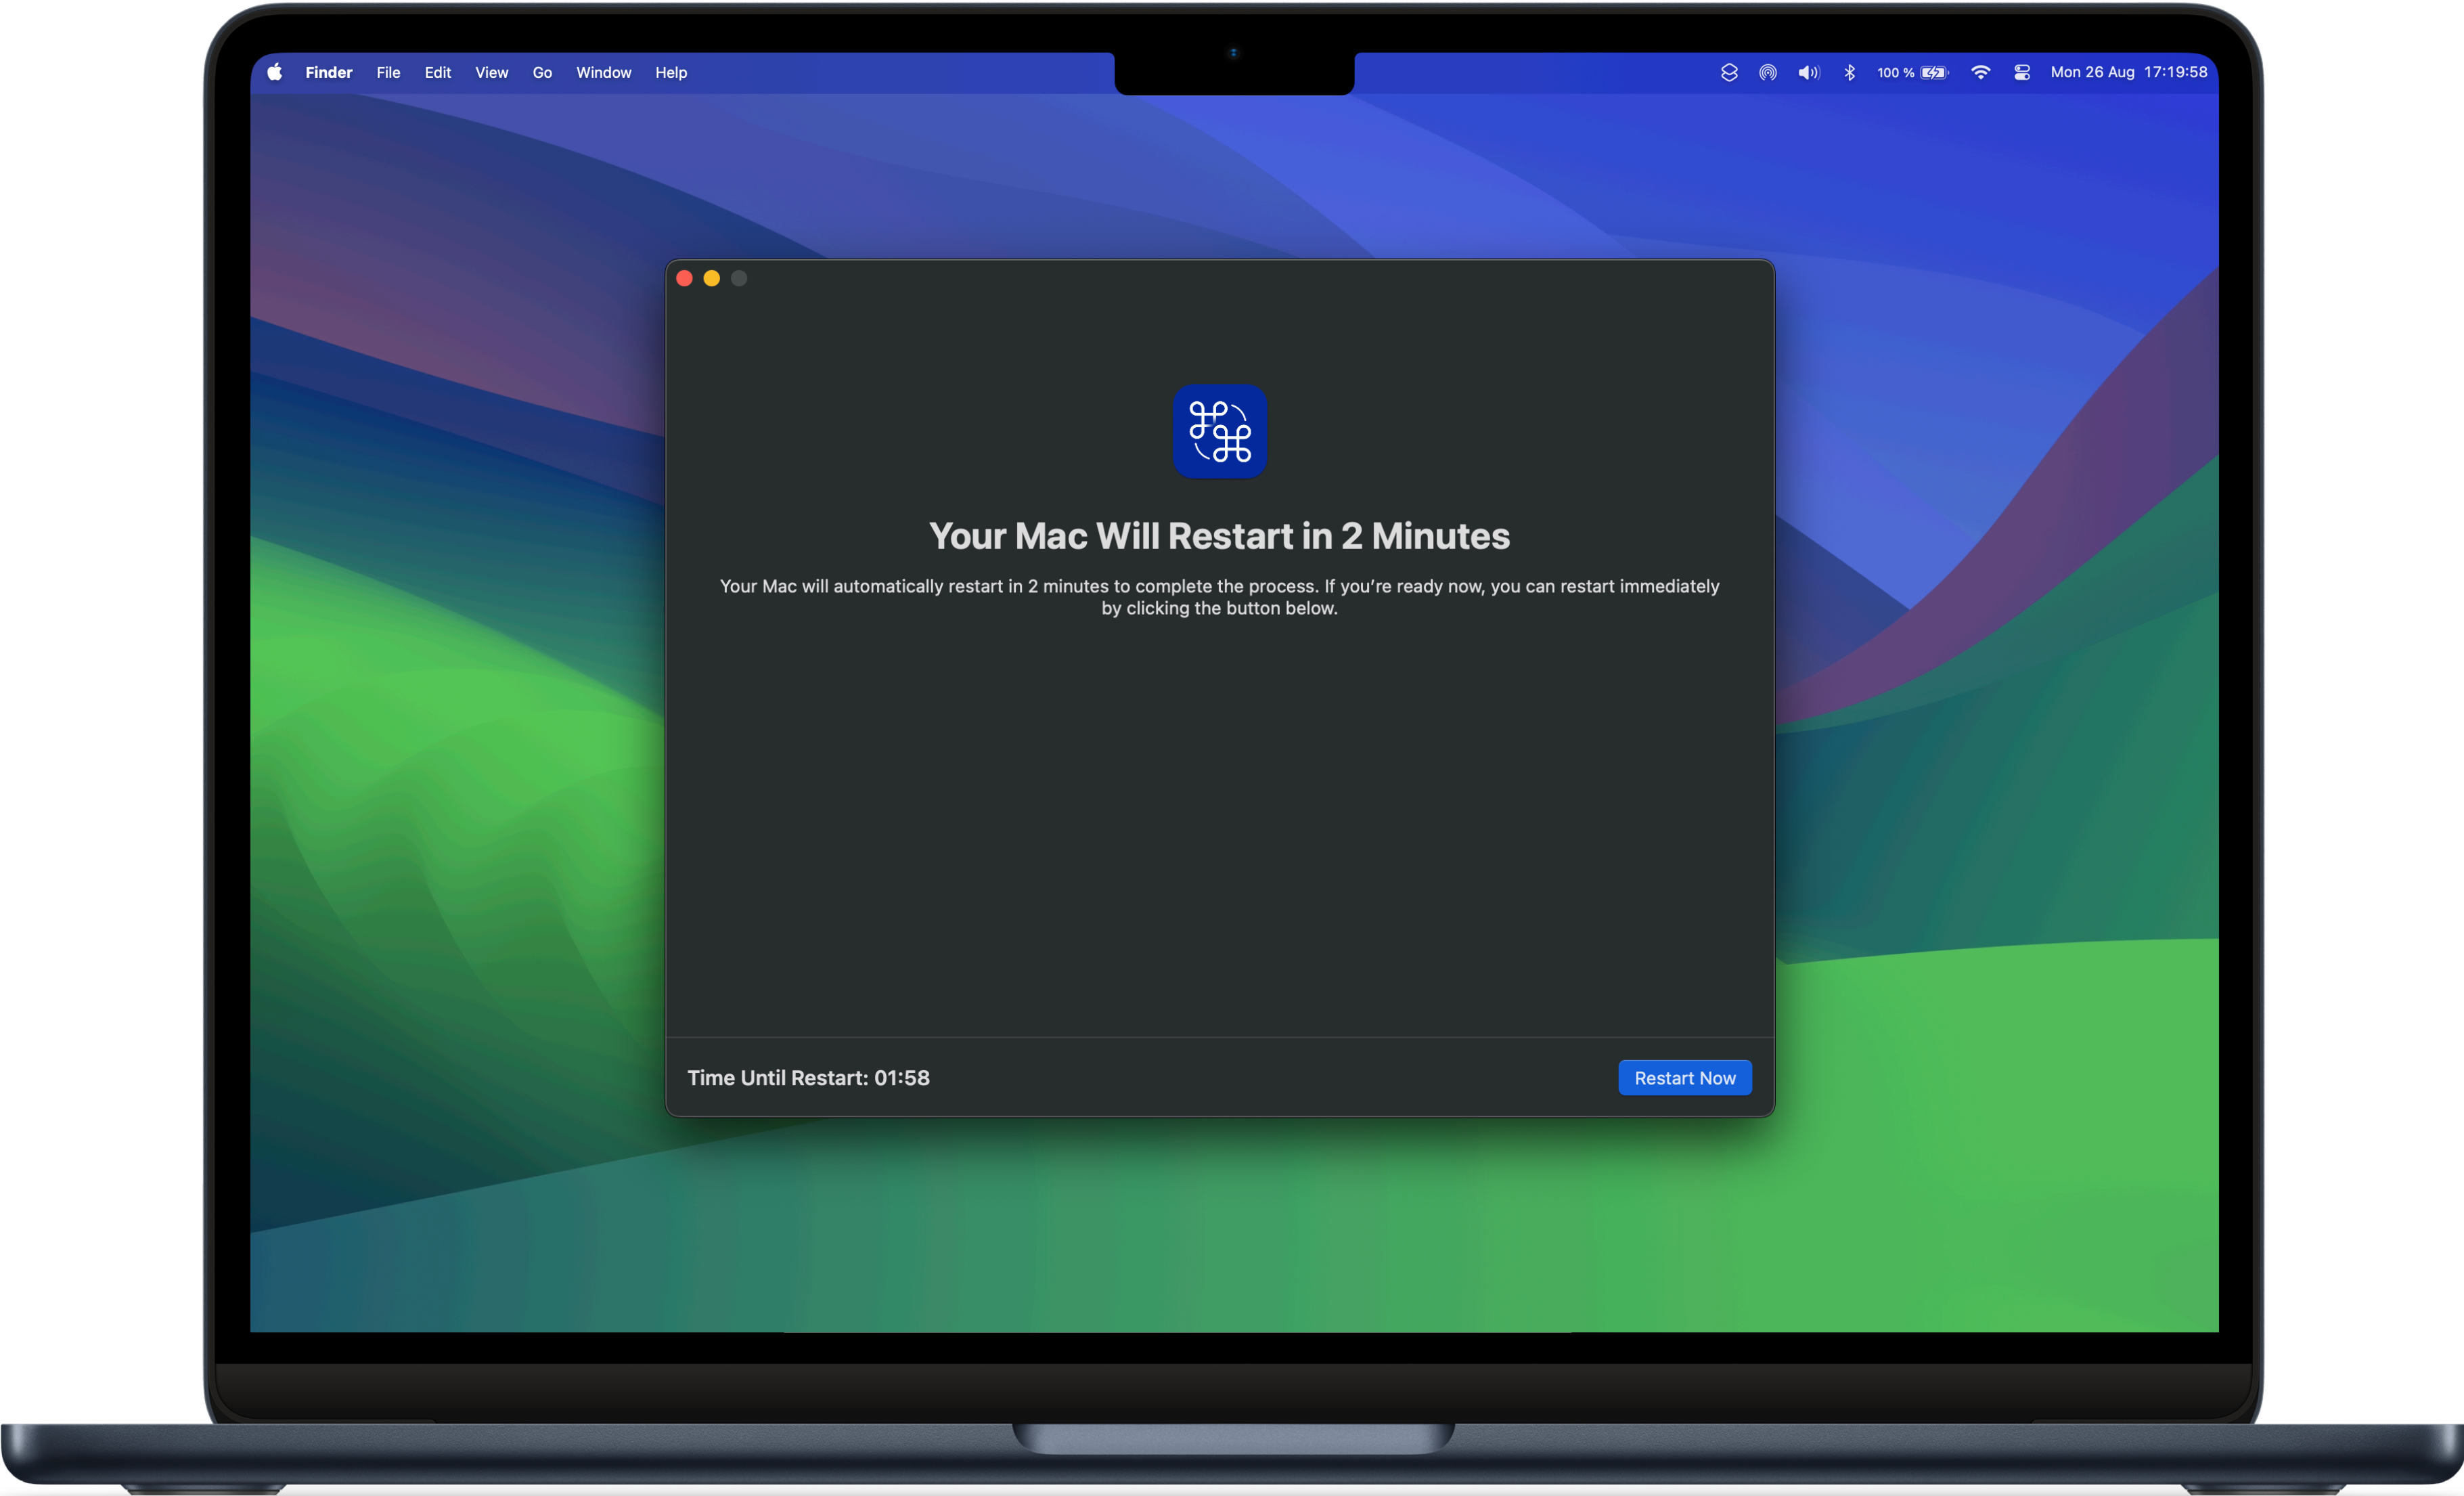 Finder File Edit View Go Window Help 100 % Mon 26 Aug 17:19:58
Your Mac Will Restart in 2 Minutes
Your Mac will automatically restart in 2 minutes to complete the process. If you’re ready now, you can restart immediately
by clicking the button below.
Time Until Restart: 01:58 Restart Now